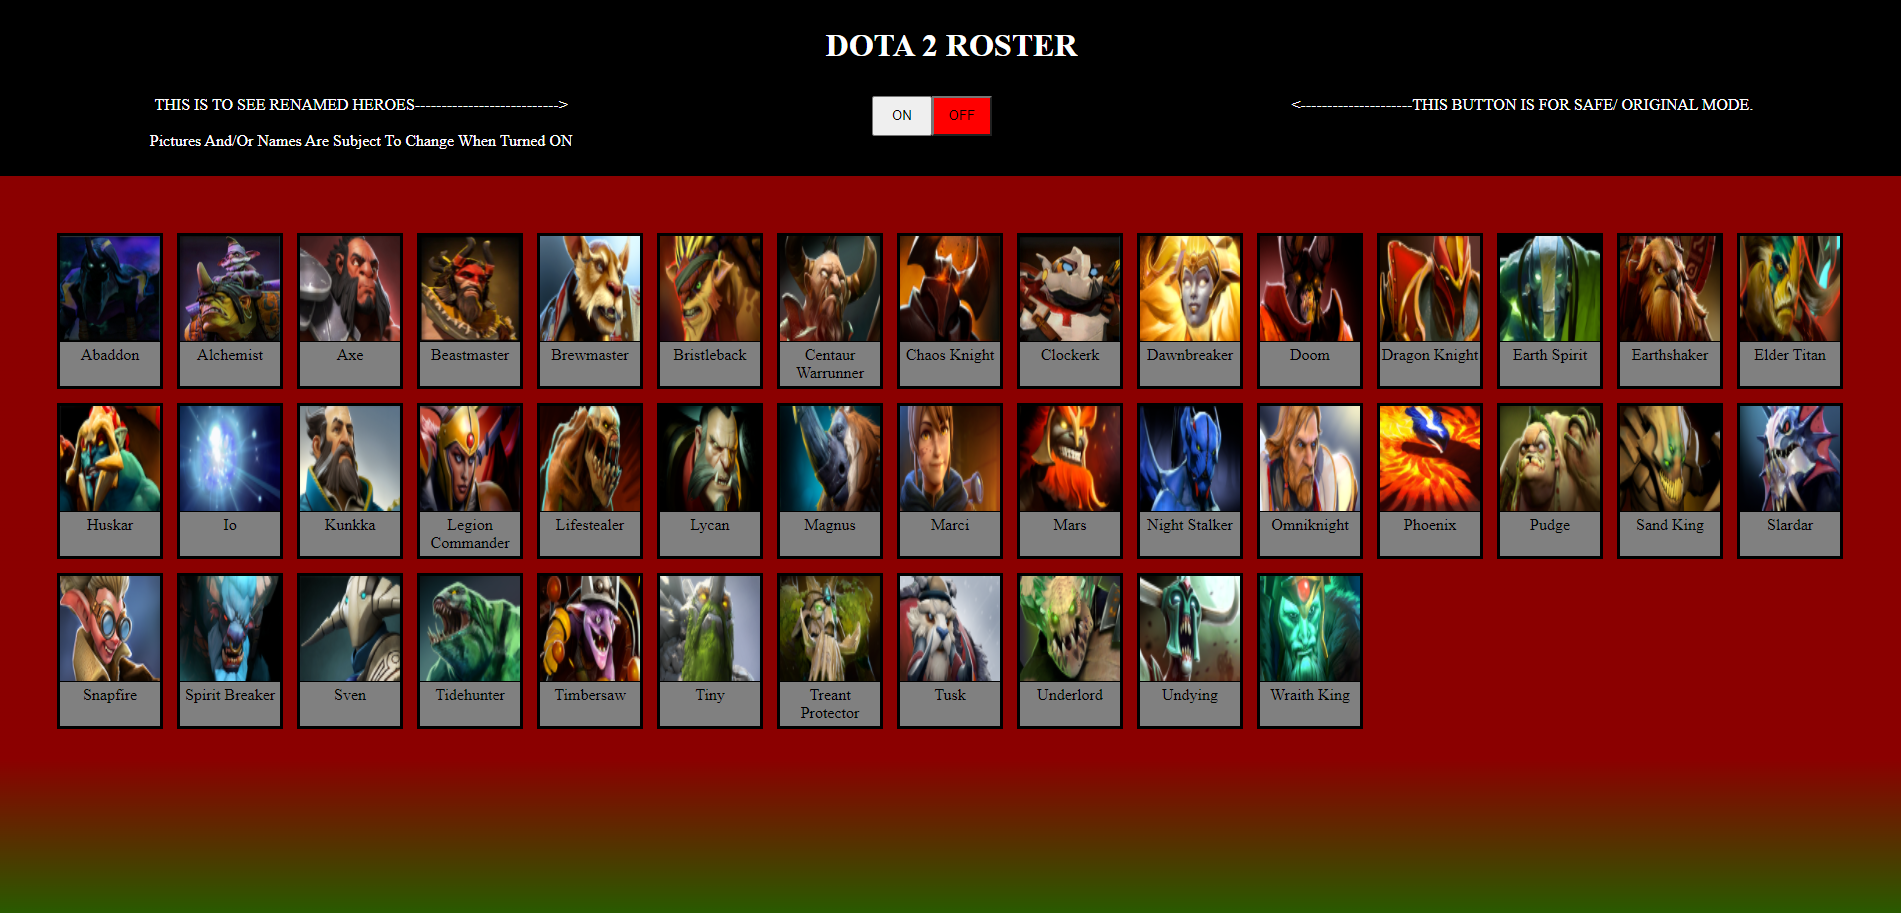 DOTA 2 ROSTER
THIS IS TO SEE RENAMED HEROES--------------------------->
ON
OFF
<---------------------THIS BUTTON IS FOR SAFE/ ORIGINAL MODE.
Pictures And/Or Names Are Subject To Change When Turned ON
Abaddon
Alchemist
Axe
Beastmaster
Brewmaster
Bristleback
Centaur
Warrunner
Chaos Knight
Clockerk
Dawnbreaker
Doom
Dragon Knight
Earth Spirit
Earthshaker
Elder Titan
Huskar
Io
Kunkka
Legion
Commander
Lifestealer
Lycan
Magnus
Marci
Mars
Night Stalker
Omniknight
Phoenix
Pudge
Sand King
Slardar
Snapfire
Spirit Breaker
Sven
Tidehunter
Timbersaw
Tiny
Treant
Protector
Tusk
Underlord
Undying
Wraith King